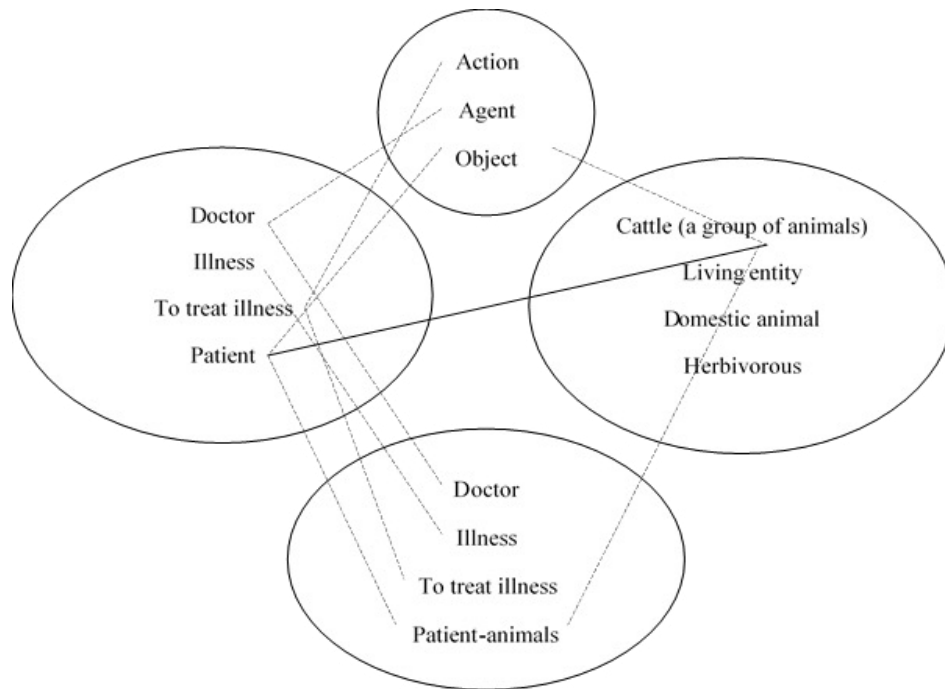 Action
Agent
Object
Doctor
Illness
To treat illness
Patient
Cattle (a group of animals)
Living entity
Domestic animal
Herbivorous
Doctor
Illness
To treat illness
Patient-animals